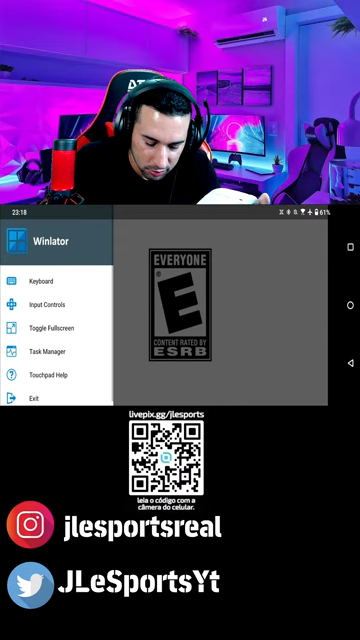 AT
23:18
61%
Winlator
Keyboard
Input Controls
Toggle Fullscreen
Task Manager
Touchpad Help
Exit
EVERYONE
®
E
CONTENT RATED BY
ESRB
livepix.gg/jlesports
leia o código com a
câmera do celular.
jlesportsreal
JLeSportsYt